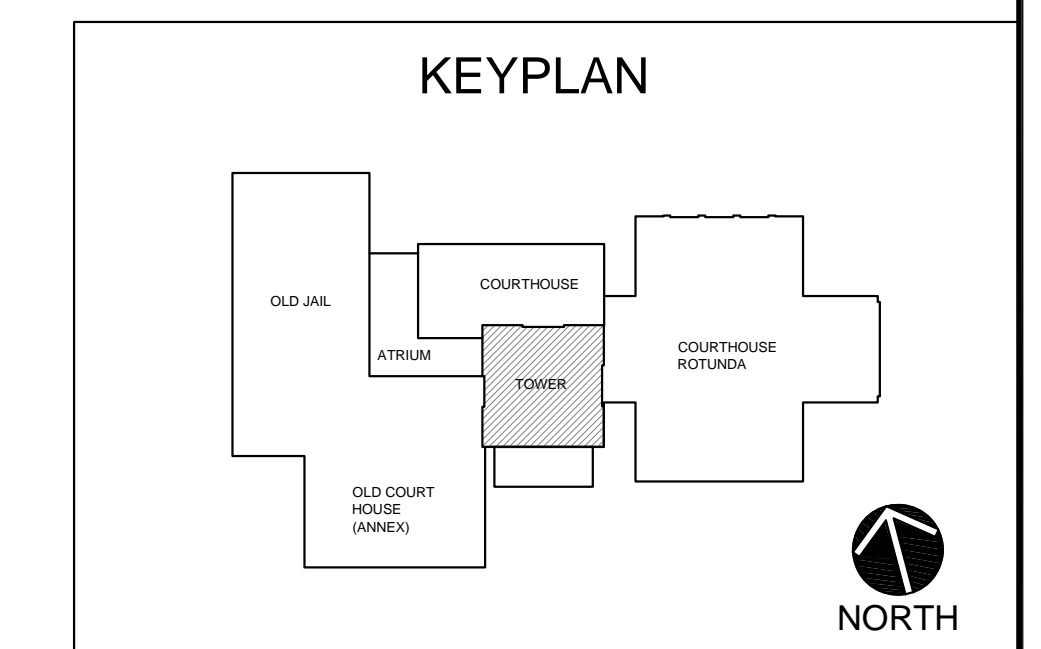 KEYPLAN
OLD JAIL
COURTHOUSE
ATRIUM
TOWER
COURTHOUSE
ROTUNDA
OLD COURT
HOUSE
(ANNEX)
NORTH